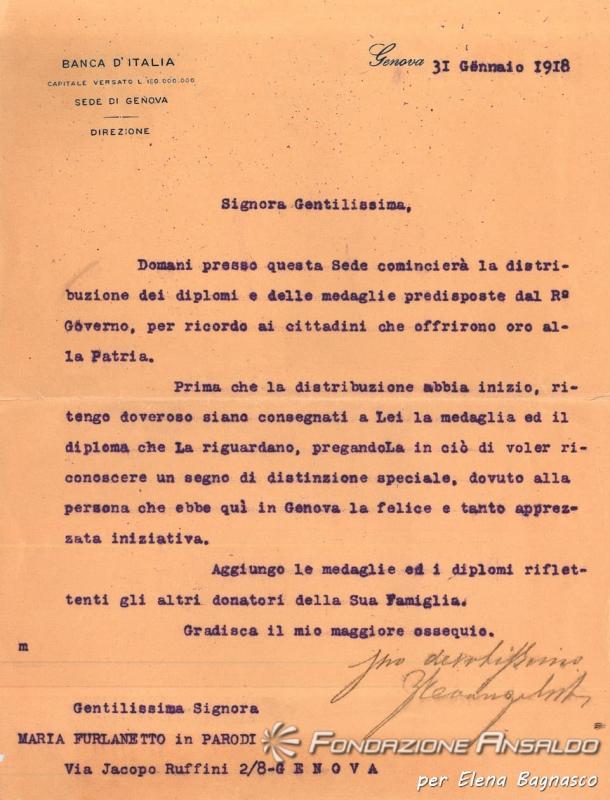 BANCA D'ITALIA
CAPITALE VERSATO L. 180.000.000
SEDE DI GENOVA
DIREZIONE
Genova 31 Gennaio 1918
Signora Gentilissima,
Domani presso questa Sede comincierà la distri-
buzione dei diplomi e delle medaglie predisposte dal Rº
Governo, per ricordo ai cittadini che offrirono oro al-
la Patria.
Prima che la distribuzione abbia inizio, ri-
tengo doveroso siano consegnati a Lei la medaglia ed il
diploma che La riguardano, pregandoLa in ciò di voler ri-
conoscere un segno di distinzione speciale, dovuto alla
persona che ebbe quì in Genova la felice e tanto apprez-
zata iniziativa.
Aggiungo le medaglie ed i diplomi riflet-
tenti gli altri donatori della Sua Famiglia.
Gradisca il mio maggiore ossequio.
m
devotissimo
Gentilissima Signora
MARIA FURLANETTO in PARODI
Via Jacopo Ruffini 2/8-GENOVA
FONDAZIONE ANSALDO
per Elena Bagnasco